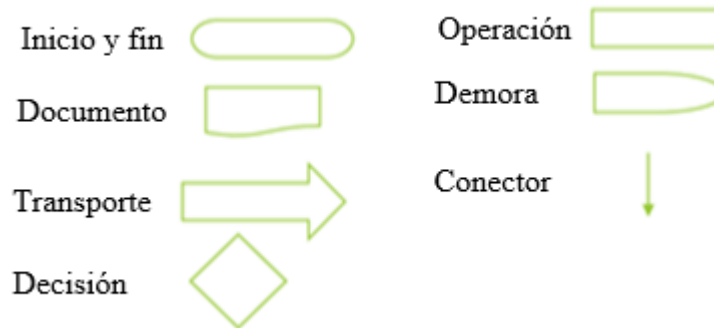 Inicio y fin
Documento
Transporte
Decisión
Operación
Demora
Conector